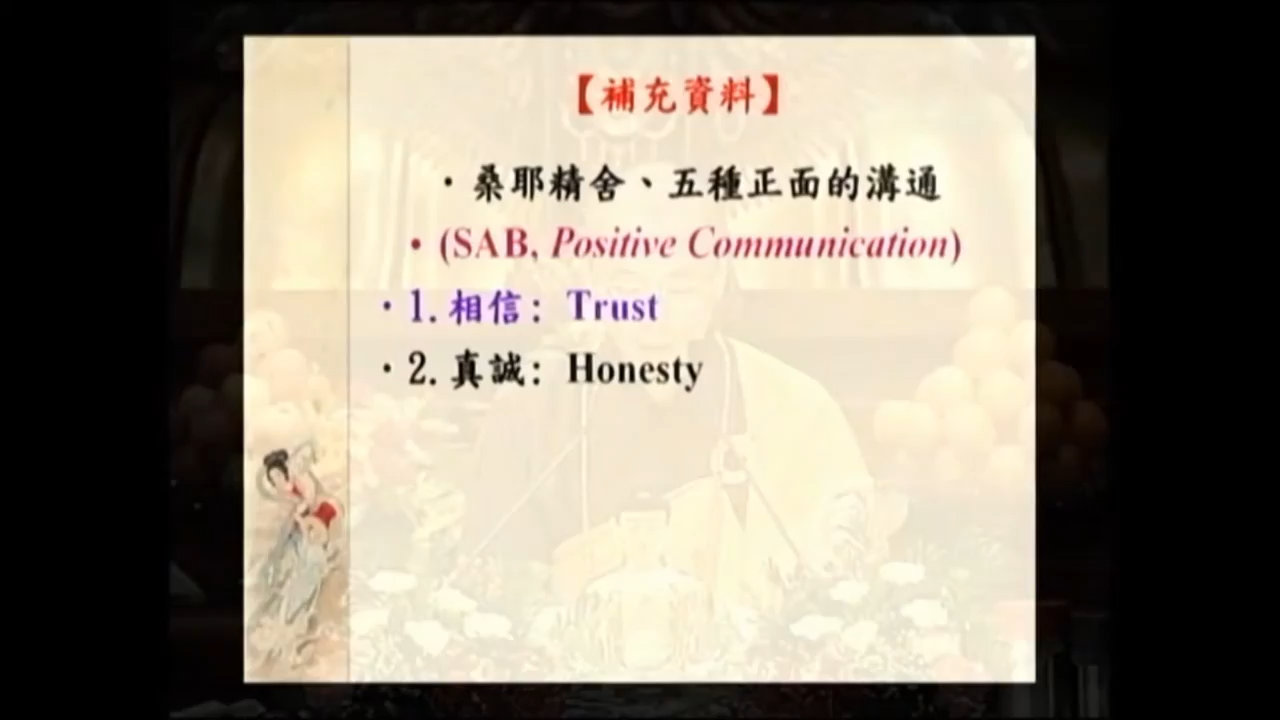 【補充資料】
• 桑耶精舍、五種正面的溝通
• (SAB, Positive Communication)
• 1. 相信： Trust
• 2. 真誠： Honesty